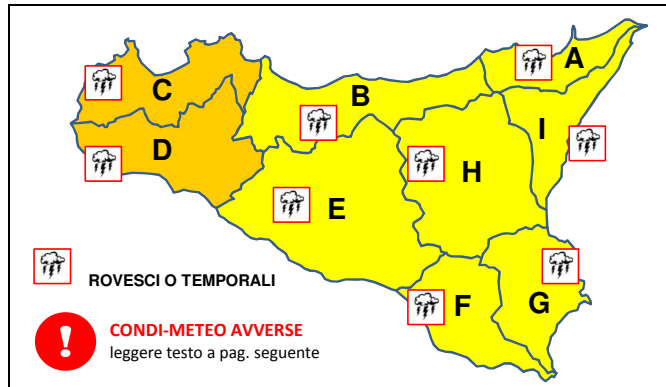 A
C
B
I
D
H
E
ROVESCI O TEMPORALI
F
G
CONDI-METEO AVVERSE
leggere testo a pag. seguente